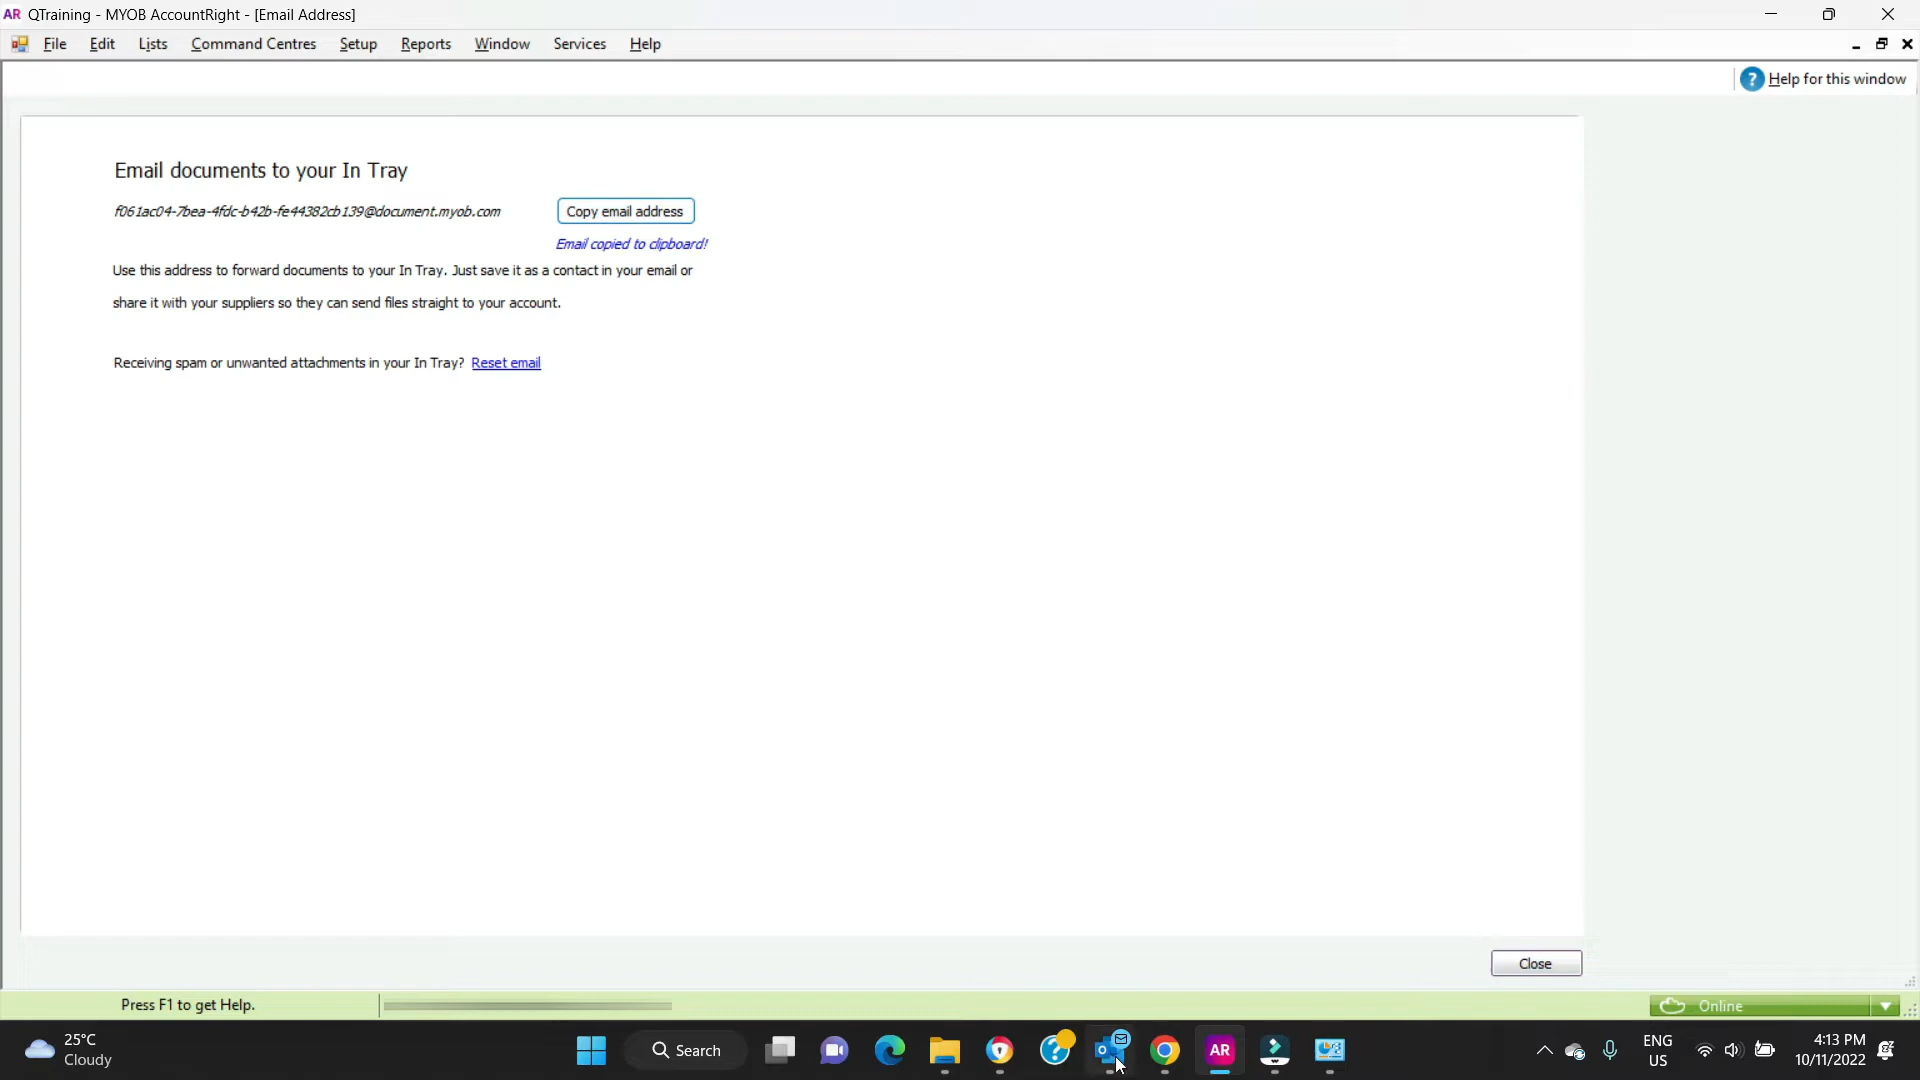 AR QTraining - MYOB AccountRight - [Email Address]
File Edit Lists Command Centres Setup Reports Window Services Help
? Help for this window
Email documents to your In Tray
f061ac04-7bea-4fdc-b42b-fe44382cb139@document.myob.com
Copy email address
Email copied to clipboard!
Use this address to forward documents to your In Tray. Just save it as a contact in your email or
share it with your suppliers so they can send files straight to your account.
Receiving spam or unwanted attachments in your In Tray? Reset email
Close
Press F1 to get Help.
Online
25°C
Cloudy
Search
AR
ENG
US
4:13 PM
10/11/2022